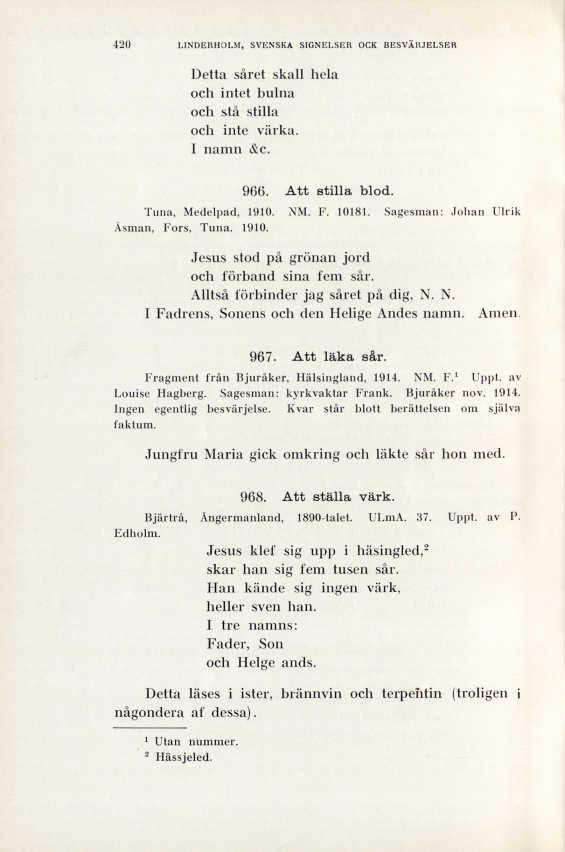 420 LINDERHOLM, SVENSKA SIGNELSER OCK BESVÄRJELSER
Detta såret skall hela
och intet bulna
och stå stilla
och inte värka.
I namn &c.
966. Att stilla blod.
Tuna, Medelpad, 1910. NM. F. 10181. Sagesman: Johan Ulrik
Åsman, Fors, Tuna. 1910.
Jesus stod på grönan jord
och förband sina fem sår.
Alltså förbinder jag såret på dig, N. N.
I Fadrens, Sonens och den Helige Andes namn. Amen.
967. Att läka sår.
Fragment från Bjuråker, Hälsingland, 1914. NM. F.¹ Uppt. av
Louise Hagberg. Sagesman: kyrkvaktar Frank. Bjuråker nov. 1914.
Ingen egentlig besvärjelse. Kvar står blott berättelsen om själva
faktum.
Jungfru Maria gick omkring och läkte sår hon med.
968. Att ställa värk.
Bjärtrå, Ångermanland, 1890-talet. ULmA. 37. Uppt. av P.
Edholm.
Jesus klef sig upp i häsingled,²
skar han sig fem tusen sår.
Han kände sig ingen värk,
heller sven han.
I tre namns:
Fader, Son
och Helge ands.
Detta läses i ister, brännvin och terpentin (troligen i
någondera af dessa).
¹ Utan nummer.
² Hässjeled.